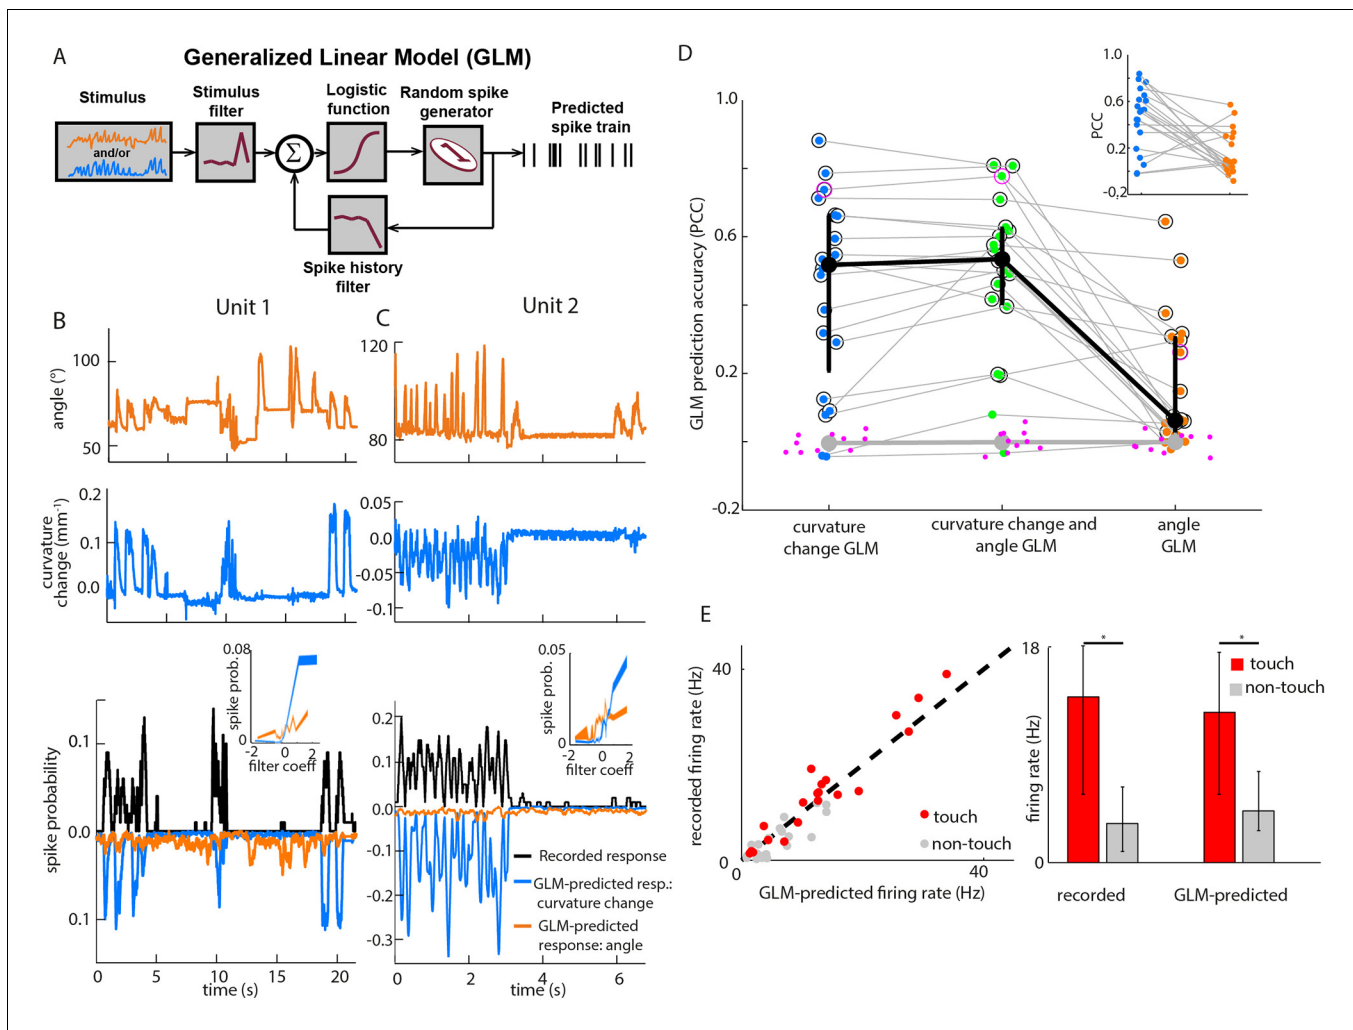 A
Generalized Linear Model (GLM)
Stimulus
Stimulus
filter
Logistic
function
Random spike
generator
Predicted
spike train
and/or
Σ
Spike history
filter
B
Unit 1
C
Unit 2
angle (°)
100
50
120
80
curvature
change (mm⁻¹)
0.2
0.1
0.0
0.05
0.0
-0.05
-0.1
spike probability
0.1
0.0
0.1
0
5
10
15
20
time (s)
0.08
0
spike prob.
-2
0
2
filter coeff
0.2
0.1
0.0
-0.1
-0.2
-0.3
0
2
4
6
time (s)
0.05
0
spike prob.
-2
0
2
filter coeff
Recorded response
GLM-predicted resp.:
curvature change
GLM-predicted
response: angle
D
GLM prediction accuracy (PCC)
1.0
0.6
0.2
-0.2
curvature
change GLM
curvature change and
angle GLM
angle
GLM
PCC
1.0
0.6
0.2
-0.2
E
recorded firing rate (Hz)
40
0
0
40
GLM-predicted firing rate (Hz)
touch
non-touch
firing rate (Hz)
18
0
*
*
touch
non-touch
recorded
GLM-predicted